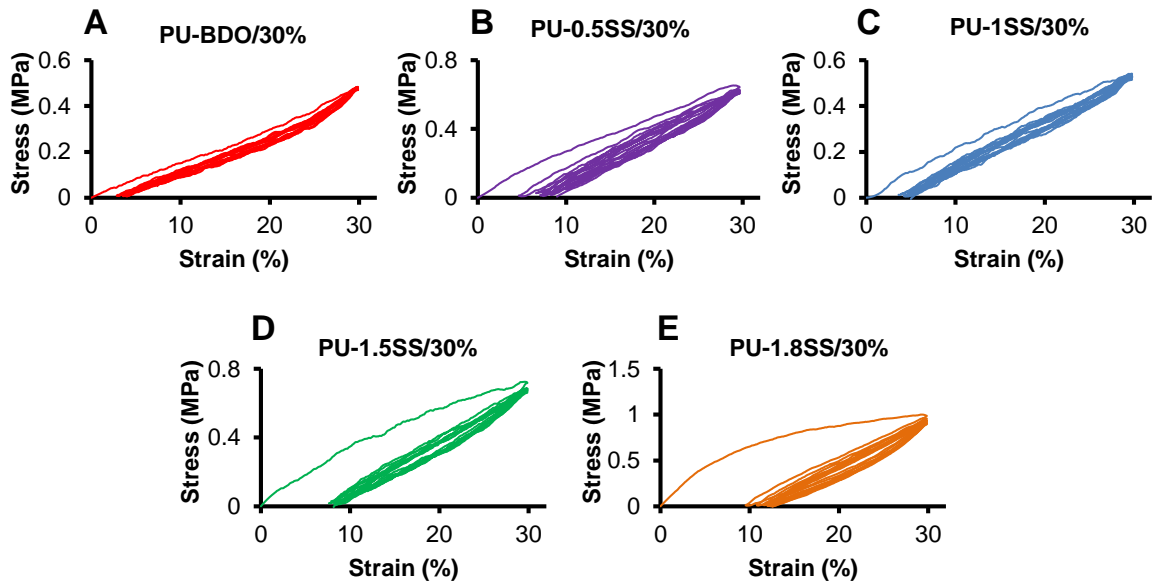 A
PU-BDO/30%
Stress (MPa)
0.6
0.4
0.2
0
0 10 20 30
Strain (%)
B
PU-0.5SS/30%
Stress (MPa)
0.8
0.4
0
0 10 20 30
Strain (%)
C
PU-1SS/30%
Stress (MPa)
0.6
0.4
0.2
0
0 10 20 30
Strain (%)
D
PU-1.5SS/30%
Stress (MPa)
0.8
0.4
0
0 10 20 30
Strain (%)
E
PU-1.8SS/30%
Stress (MPa)
1.5
1
0.5
0
0 10 20 30
Strain (%)